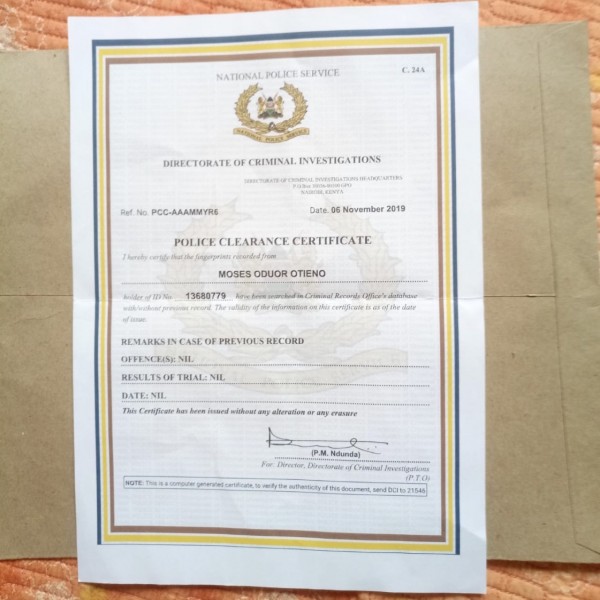 NATIONAL POLICE SERVICE
C. 24A
NATIONAL POLICE SERVICE
DIRECTORATE OF CRIMINAL INVESTIGATIONS
DIRECTORATE OF CRIMINAL INVESTIGATIONS HEADQUARTERS
NAIROBI, KENYA
Ref. No. PCC-AAAMMYR6
Date. 06 November 2019
POLICE CLEARANCE CERTIFICATE
I hereby certify that the fingerprints recorded from
MOSES ODUOR OTIENO
holder of ID No 13680779 have been searched in Criminal Records Office's database
with/without previous record. The validity of the information on this certificate is as of the date
of issue.
REMARKS IN CASE OF PREVIOUS RECORD
OFFENCE(S): NIL
RESULTS OF TRIAL: NIL
DATE: NIL
This Certificate has been issued without any alteration or any erasure
(P.M. Ndunda)
For: Director, Directorate of Criminal Investigations
(P.T.O)
NOTE: This is a computer generated certificate, to verify the authenticity of this document, send DCI to 21546